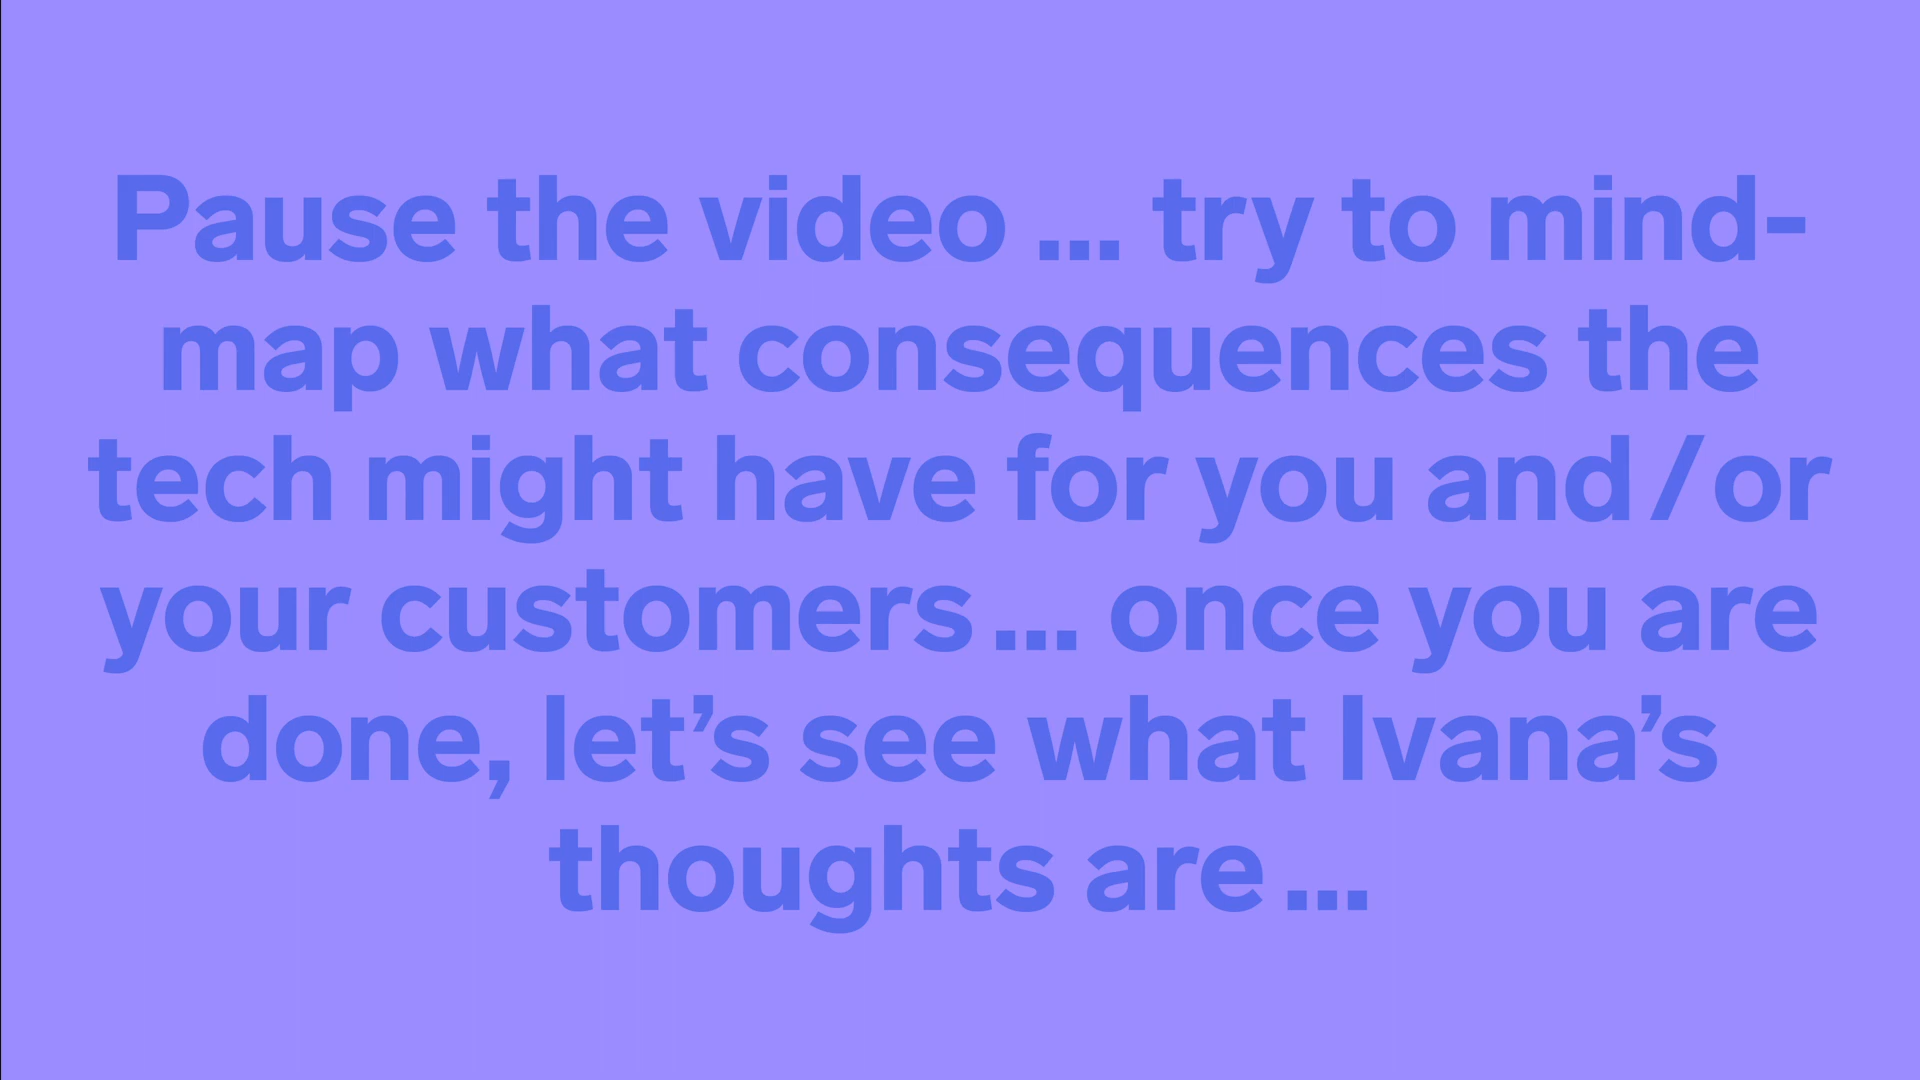 Pause the video ... try to mind-
map what consequences the
tech might have for you and/or
your customers... once you are
done, let’s see what Ivana’s
thoughts are...